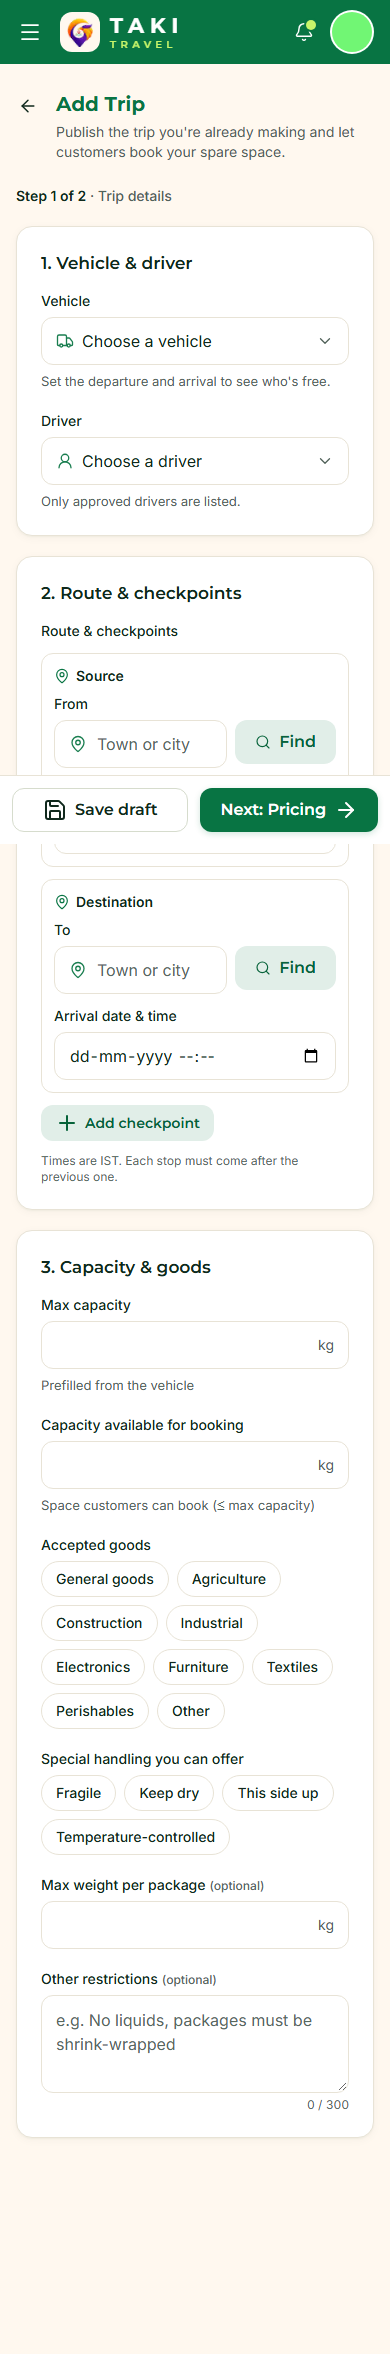 TAKI
TRAVEL
Add Trip
Publish the trip you're already making and let
customers book your spare space.
Step 1 of 2 · Trip details
1. Vehicle & driver
Vehicle
Choose a vehicle
Set the departure and arrival to see who's free.
Driver
Choose a driver
Only approved drivers are listed.
2. Route & checkpoints
Route & checkpoints
Source
From
Town or city
Find
Save draft
Next: Pricing
Destination
To
Town or city
Find
Arrival date & time
dd-mm-yyyy --:--
Add checkpoint
Times are IST. Each stop must come after the
previous one.
3. Capacity & goods
Max capacity
kg
Prefilled from the vehicle
Capacity available for booking
kg
Space customers can book (≤ max capacity)
Accepted goods
General goods
Agriculture
Construction
Industrial
Electronics
Furniture
Textiles
Perishables
Other
Special handling you can offer
Fragile
Keep dry
This side up
Temperature-controlled
Max weight per package (optional)
kg
Other restrictions (optional)
e.g. No liquids, packages must be
shrink-wrapped
0 / 300